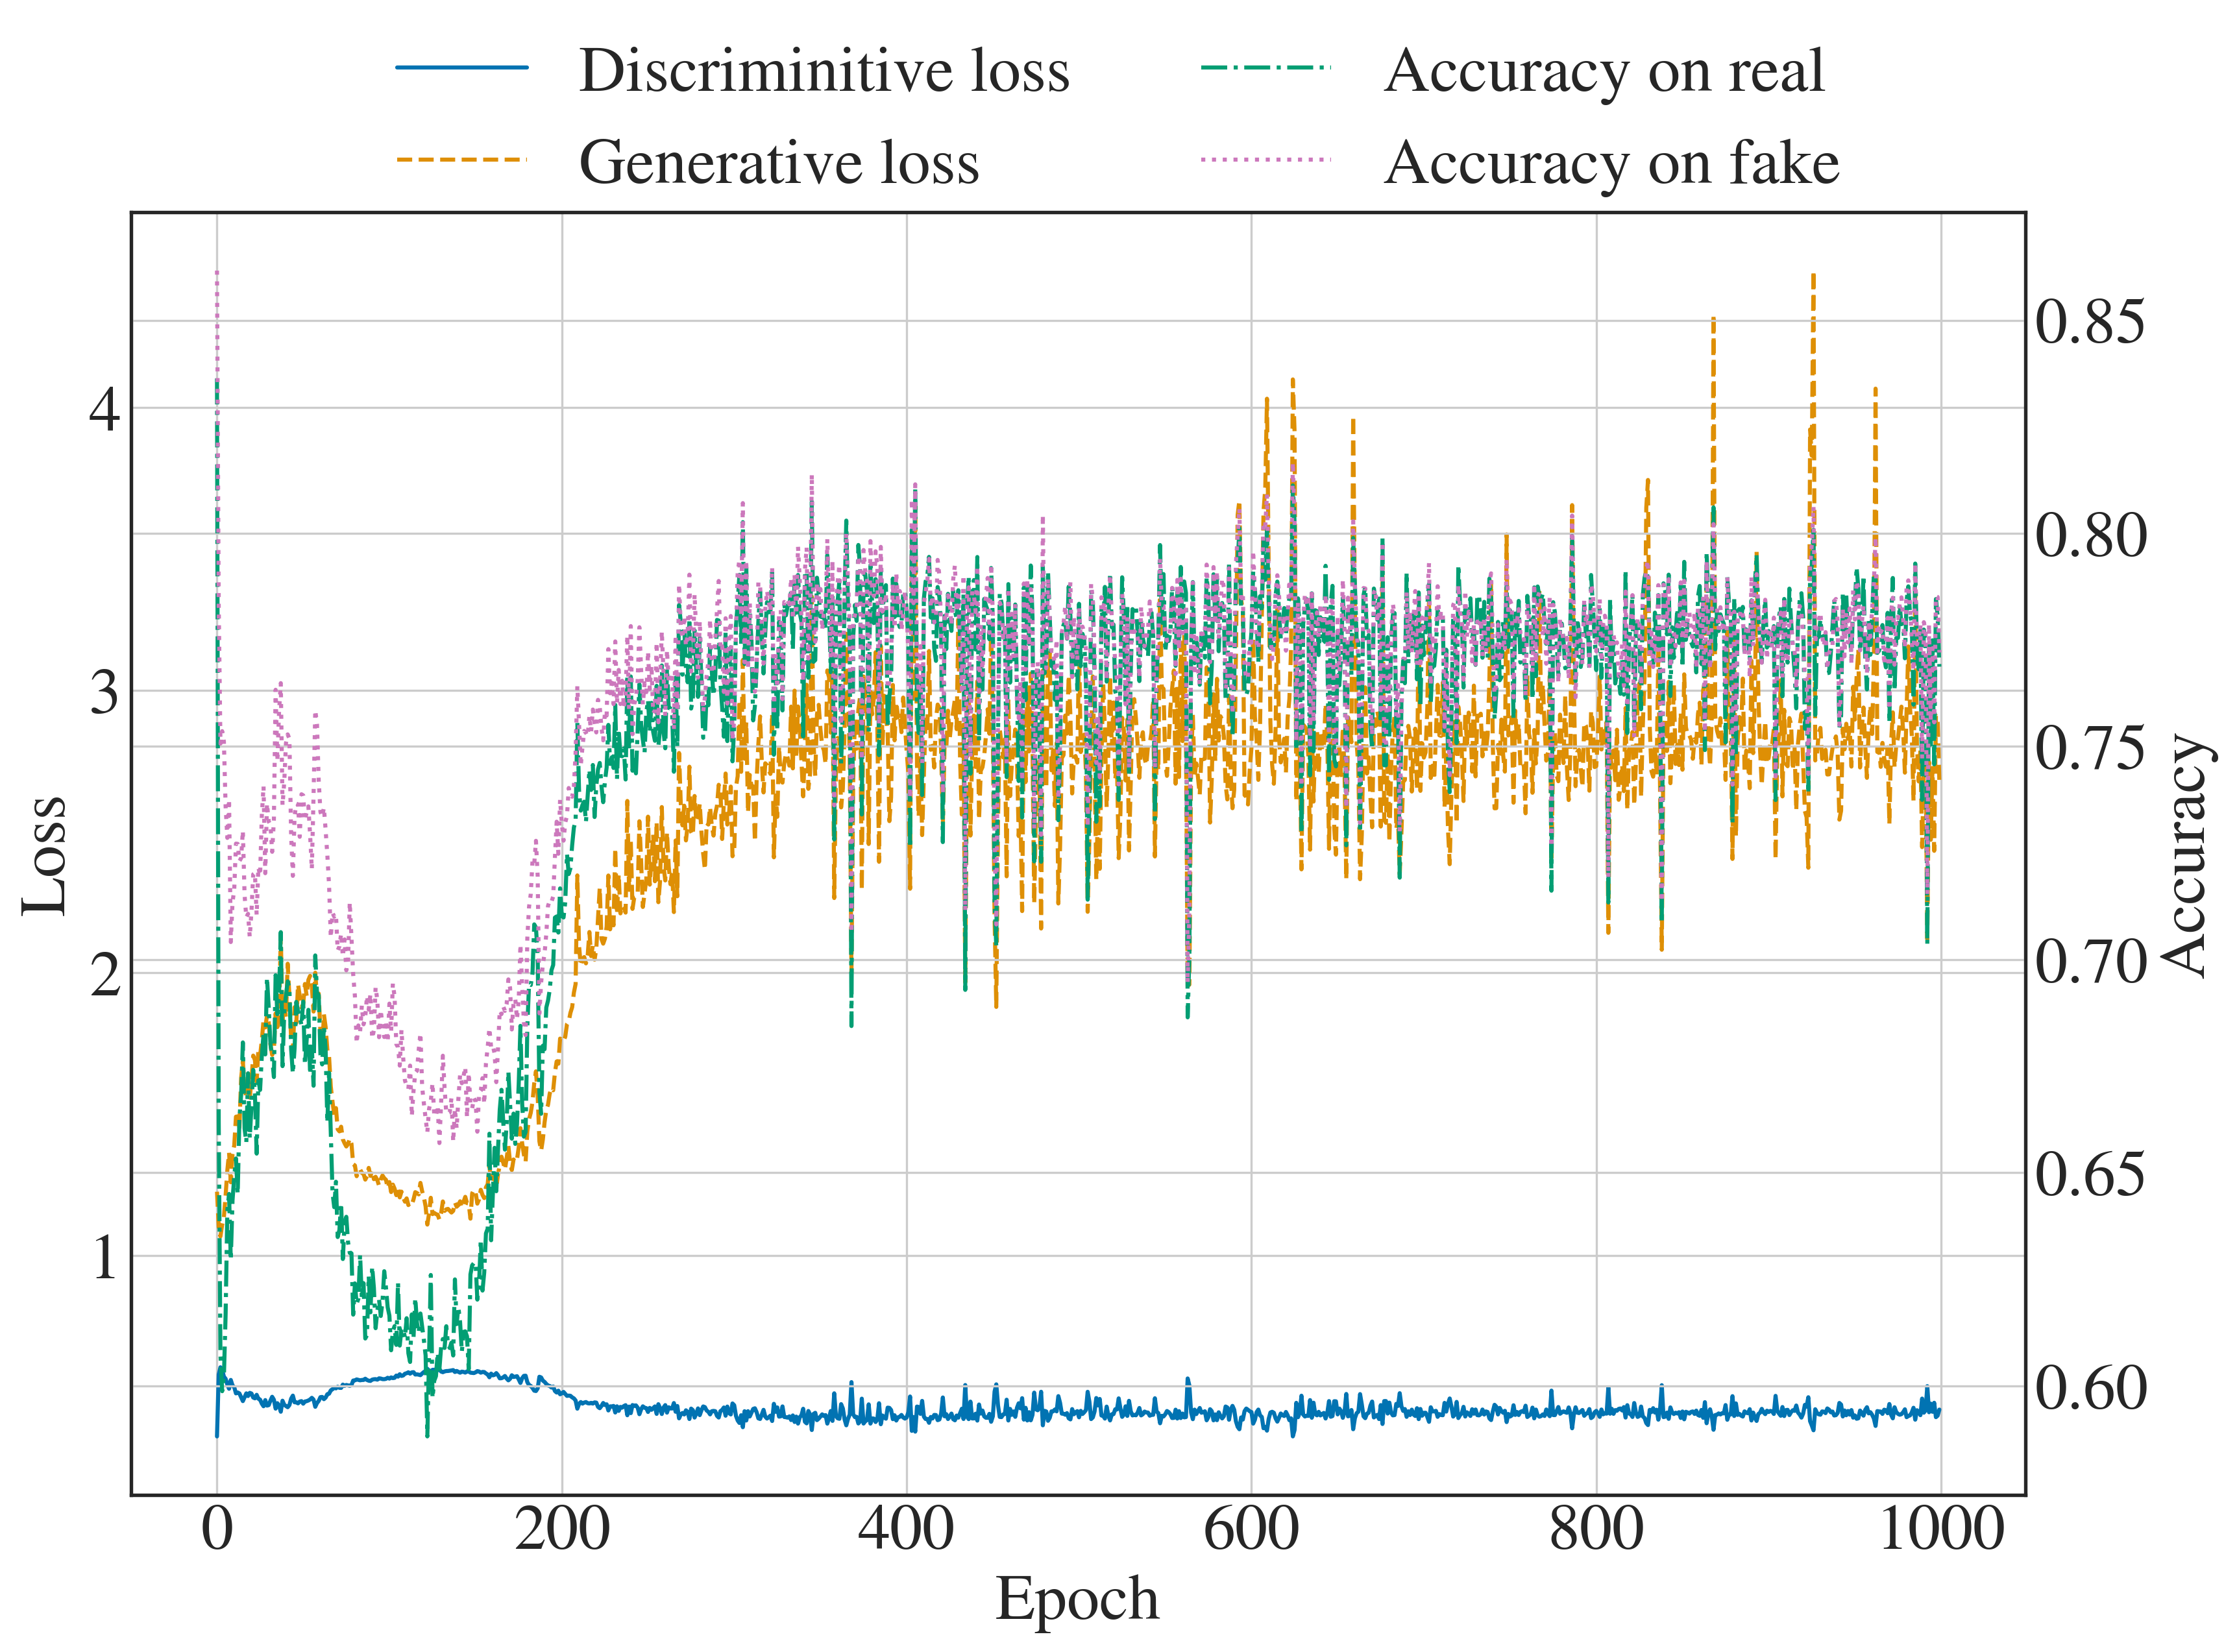 Discriminitive loss
Generative loss
Accuracy on real
Accuracy on fake
Loss
4
3
2
1
Accuracy
0.85
0.80
0.75
0.70
0.65
0.60
0 200 400 600 800 1000
Epoch